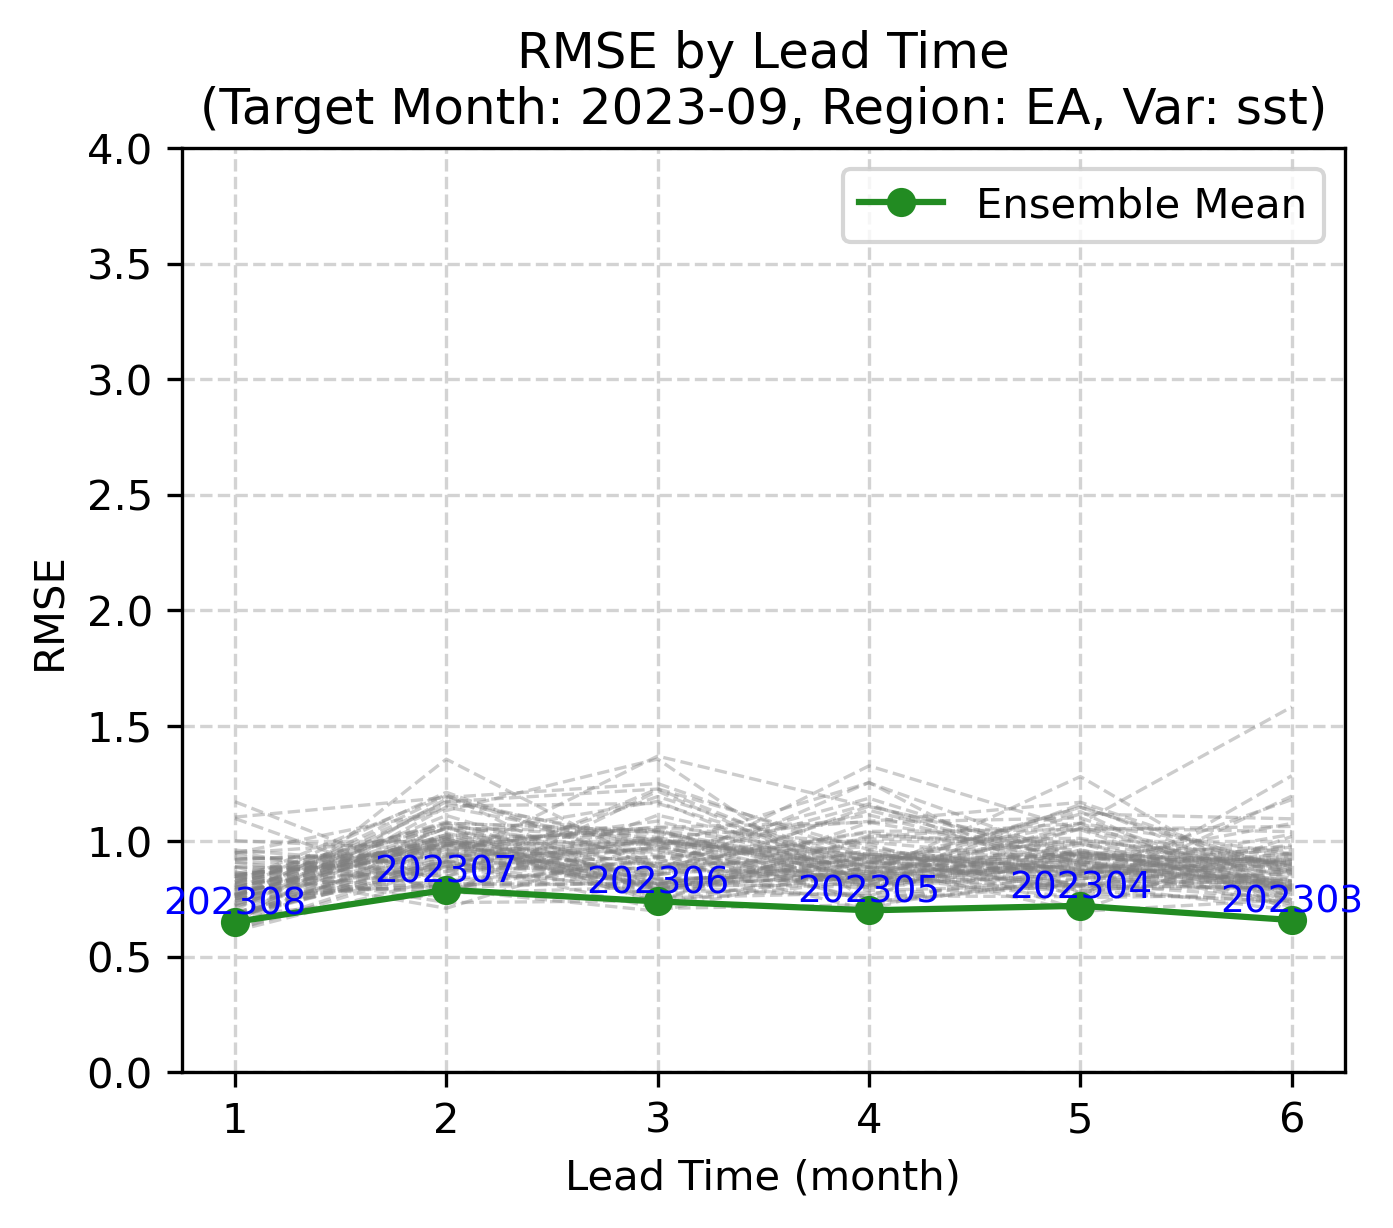 RMSE by Lead Time
(Target Month: 2023-09, Region: EA, Var: sst)
Ensemble Mean
RMSE
4.0
3.5
3.0
2.5
2.0
1.5
1.0
0.5
0.0
202308
202307
202306
202305
202304
202303
1 2 3 4 5 6
Lead Time (month)